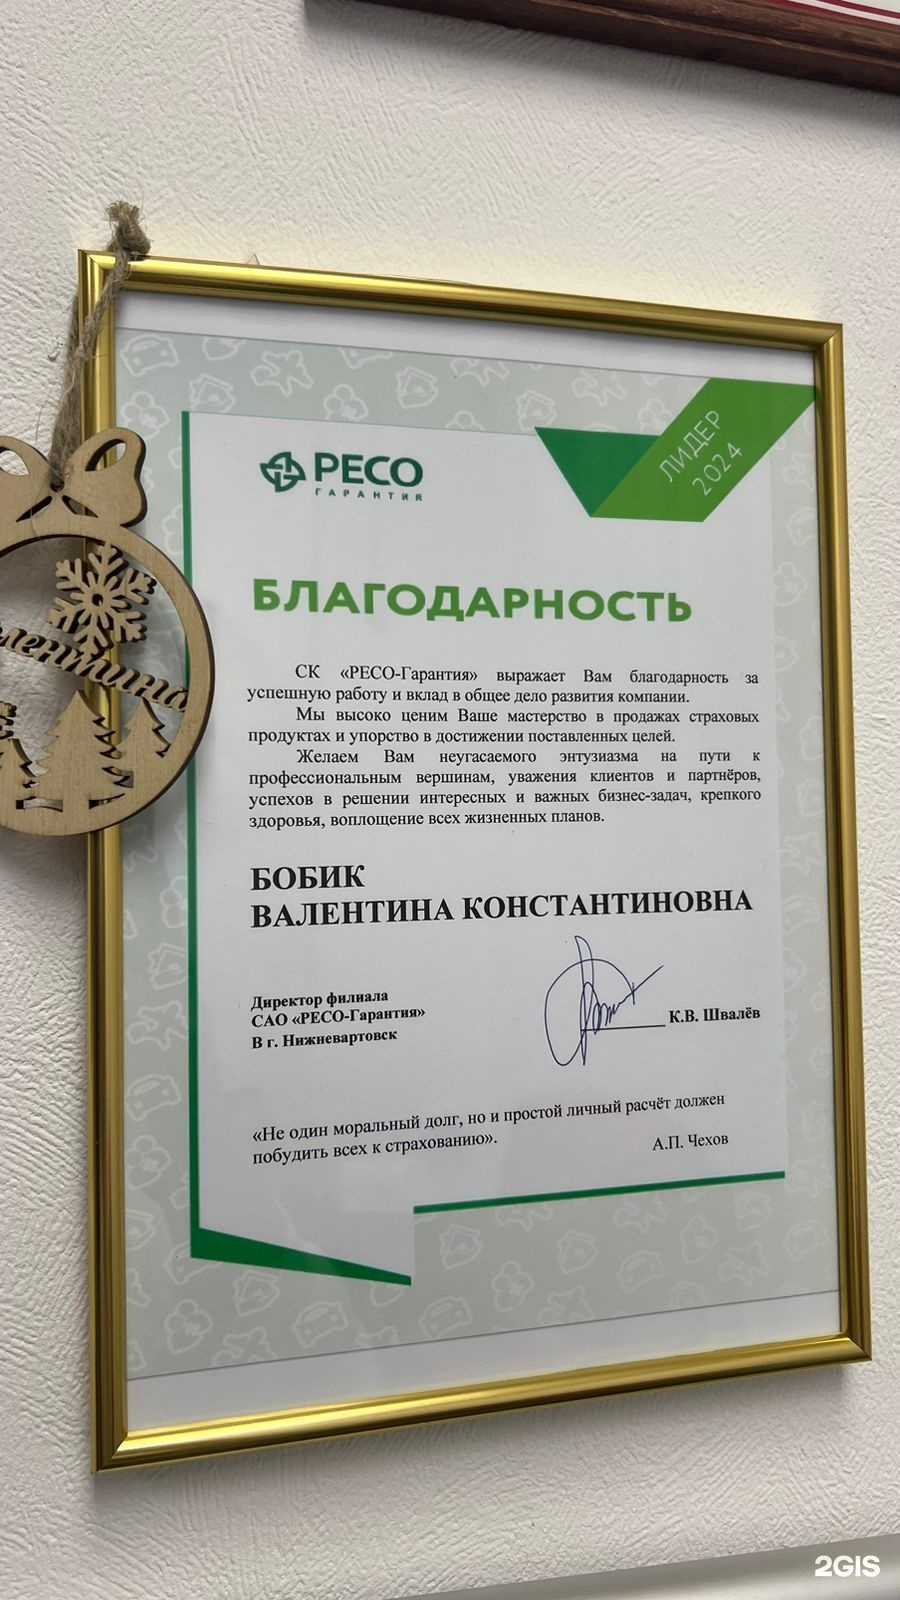 ЛИДЕР
2024
РЕСО
ГАРАНТИЯ
БЛАГОДАРНОСТЬ
СК «РЕСО-Гарантия» выражает Вам благодарность за
успешную работу и вклад в общее дело развития компании.
Мы высоко ценим Ваше мастерство в продажах страховых
продуктах и упорство в достижении поставленных целей.
Желаем Вам неугасаемого энтузиазма на пути к
профессиональным вершинам, уважения клиентов и партнёров,
успехов в решении интересных и важных бизнес-задач, крепкого
здоровья, воплощение всех жизненных планов.
БОБИК
ВАЛЕНТИНА КОНСТАНТИНОВНА
Директор филиала
САО «РЕСО-Гарантия»
В г. Нижневартовск
К.В. Швалёв
«Не один моральный долг, но и простой личный расчёт должен
побудить всех к страхованию».
А.П. Чехов
лентина
2GIS